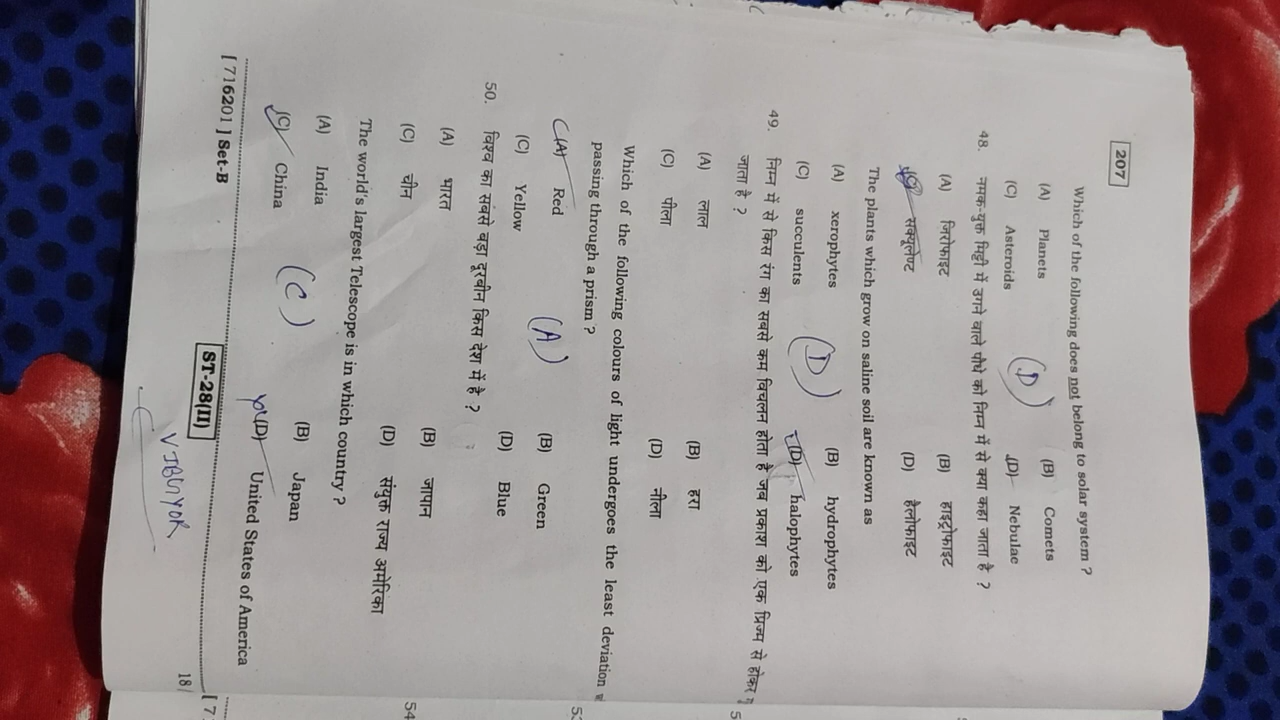 207
Which of the following does not belong to solar system ?
(A) Planets (B) Comets
(C) Asteroids (D) Nebulae
(D)
48. नमक-युक्त मिट्टी में उगने वाले पौधे को निम्न में से क्या कहा जाता है ?
(A) जिरोफाइट (B) हाइड्रोफाइट
(C) सक्यूलेण्ट (D) हैलोफाइट
The plants which grow on saline soil are known as
(A) xerophytes (B) hydrophytes
(C) succulents (D) halophytes
(D)
49. निम्न में से किस रंग का सबसे कम विचलन होता है जब प्रकाश को एक प्रिज्म से होकर
जाता है ?
(A) लाल (B) हरा
(C) पीला (D) नीला
Which of the following colours of light undergoes the least deviation
passing through a prism ?
(A) Red (B) Green
(A)
(C) Yellow (D) Blue
50. विश्व का सबसे बड़ा दूरबीन किस देश में है ?
(A) भारत (B) जापान
(C) चीन (D) संयुक्त राज्य अमेरिका
The world's largest Telescope is in which country ?
(A) India (B) Japan
(C) China (D) United States of America
(C)
[ 716201 ] Set-B ST-28(II) 18
VIBGYOR
54